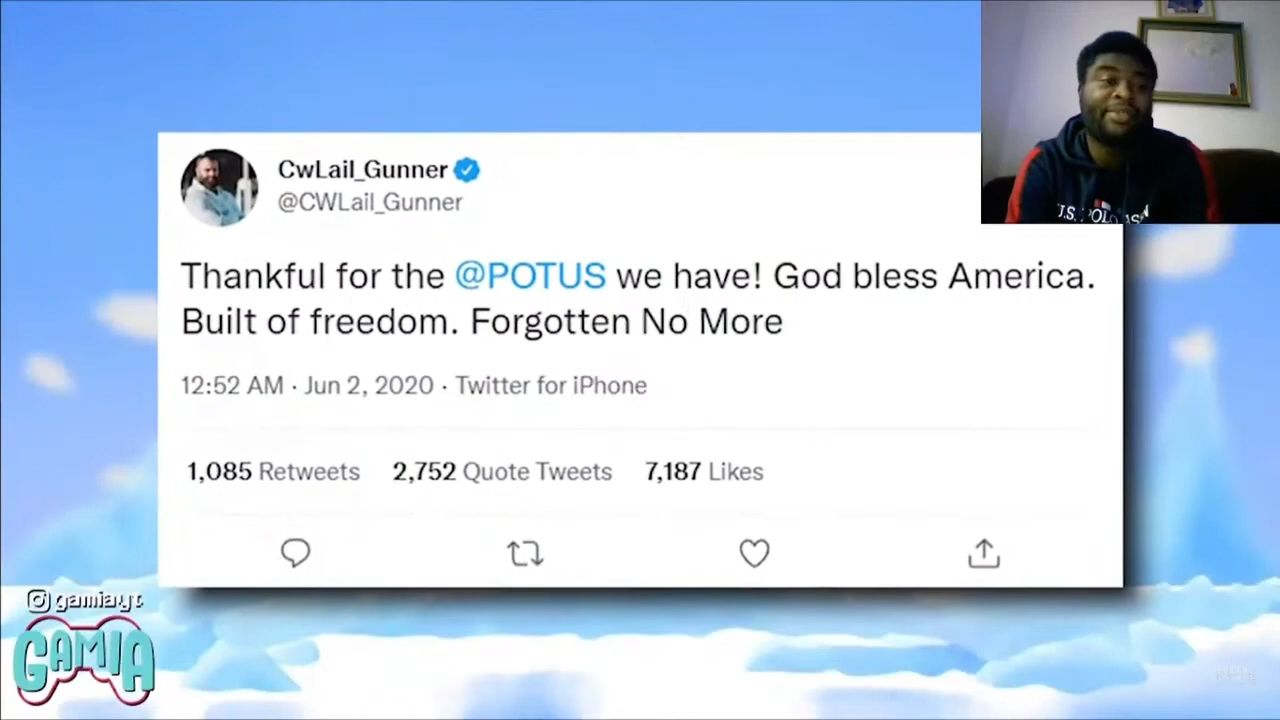 CwLail_Gunner
@CWLail_Gunner
Thankful for the @POTUS we have! God bless America.
Built of freedom. Forgotten No More
12:52 AM · Jun 2, 2020 · Twitter for iPhone
1,085 Retweets 2,752 Quote Tweets 7,187 Likes
U.S. POLO ASSN
gamiayt
GAMIA